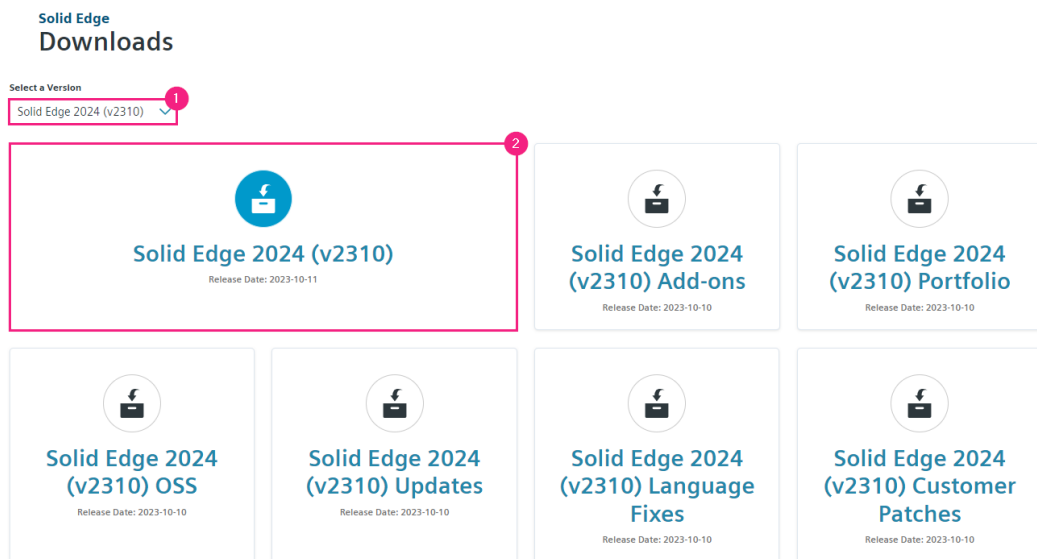 Solid Edge
Downloads
Select a Version
1
Solid Edge 2024 (v2310)
2
Solid Edge 2024 (v2310)
Release Date: 2023-10-11
Solid Edge 2024
(v2310) Add-ons
Release Date: 2023-10-10
Solid Edge 2024
(v2310) Portfolio
Release Date: 2023-10-10
Solid Edge 2024
(v2310) OSS
Release Date: 2023-10-10
Solid Edge 2024
(v2310) Updates
Release Date: 2023-10-10
Solid Edge 2024
(v2310) Language
Fixes
Release Date: 2023-10-10
Solid Edge 2024
(v2310) Customer
Patches
Release Date: 2023-10-10